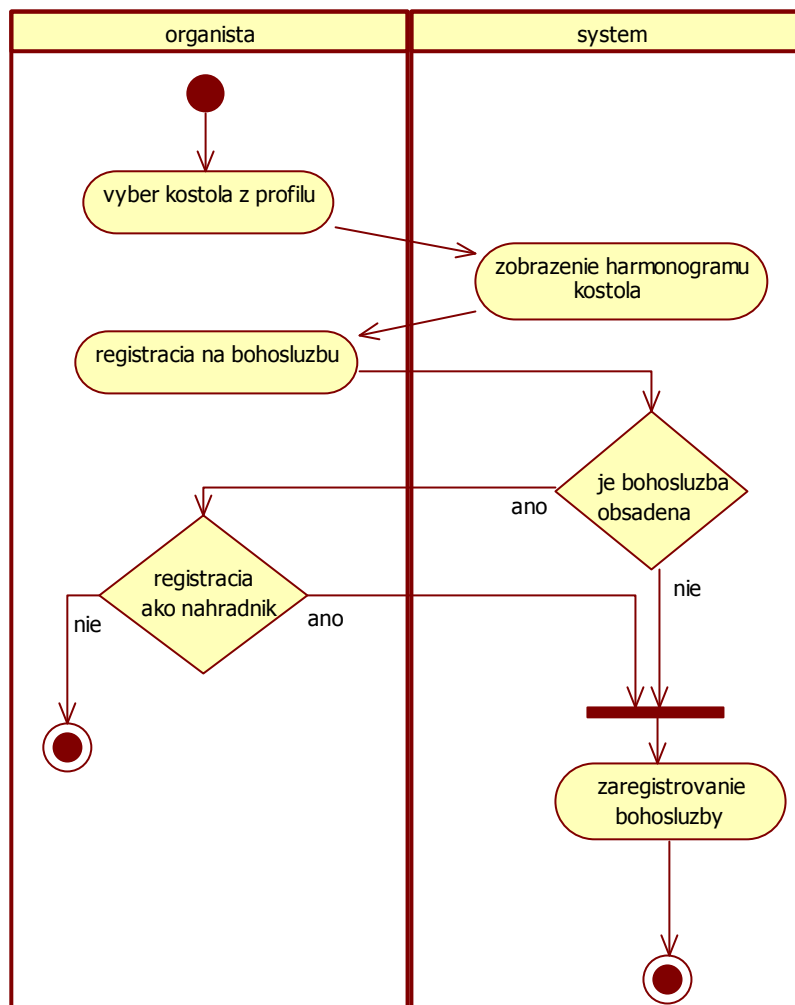 organista
system
vyber kostola z profilu
zobrazenie harmonogramu
kostola
registracia na bohosluzbu
je bohosluzba
obsadena
ano
nie
registracia
ako nahradnik
nie
ano
zaregistrovanie
bohosluzby